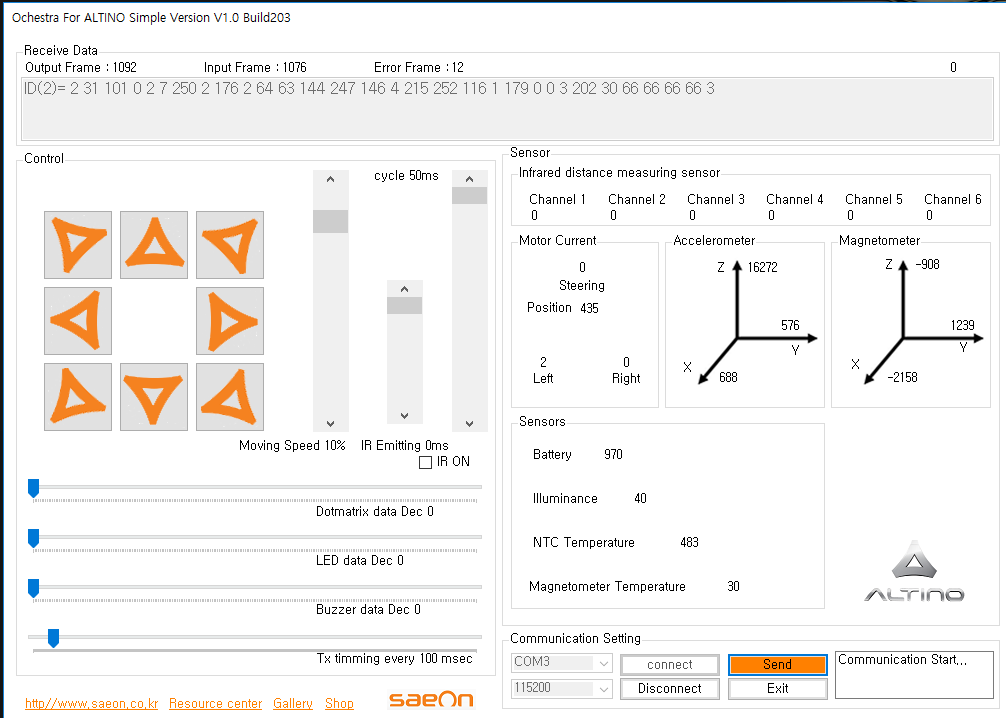 Ochestra For ALTINO Simple Version V1.0 Build203
Receive Data
Output Frame : 1092 Input Frame : 1076 Error Frame : 12 0
ID(2)= 2 31 101 0 2 7 250 2 176 2 64 63 144 247 146 4 215 252 116 1 179 0 0 3 202 30 66 66 66 66 3
Control
cycle 50ms
Moving Speed 10% IR Emitting 0ms
IR ON
Dotmatrix data Dec 0
LED data Dec 0
Buzzer data Dec 0
Tx timming every 100 msec
http://www.saeon.co.kr Resource center Gallery Shop
saeOn
Sensor
Infrared distance measuring sensor
Channel 1 Channel 2 Channel 3 Channel 4 Channel 5 Channel 6
0 0 0 0 0 0
Motor Current
0
Steering
Position 435
2 0
Left Right
Accelerometer
Z 16272
576
Y
X
688
Magnetometer
Z -908
1239
Y
X
-2158
Sensors
Battery 970
Illuminance 40
NTC Temperature 483
Magnetometer Temperature 30
ALTINO
Communication Setting
COM3 connect Send
115200 Disconnect Exit
Communication Start...